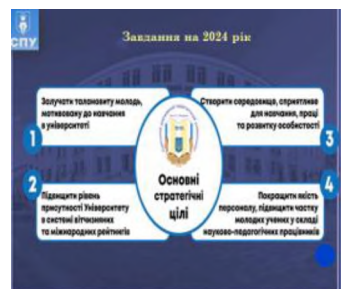 СПУ
Завдання на 2024 рік
Залучати талановиту молодь,
мотивовану до навчання
в університеті
1
Створити середовище, сприятливе
для навчання, праці
та розвитку особистості
3
Основні
стратегічні
цілі
2
Підвищити рівень
присутності Університету
в системі вітчизняних
та міжнародних рейтингів
4
Покращити якість
персоналу, підвищити частку
молодих учених у складі
науково-педагогічних працівників